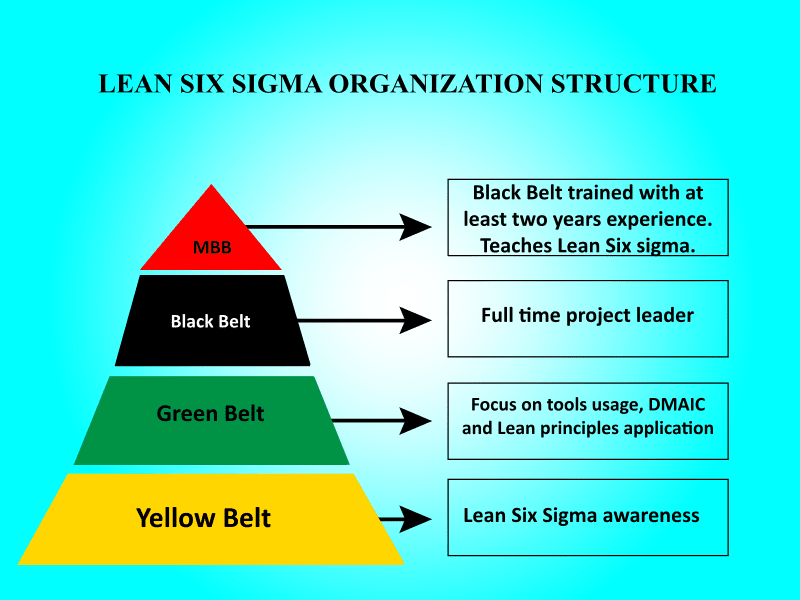 LEAN SIX SIGMA ORGANIZATION STRUCTURE
MBB
Black Belt trained with at
least two years experience.
Teaches Lean Six sigma.
Black Belt
Full time project leader
Green Belt
Focus on tools usage, DMAIC
and Lean principles application
Yellow Belt
Lean Six Sigma awareness